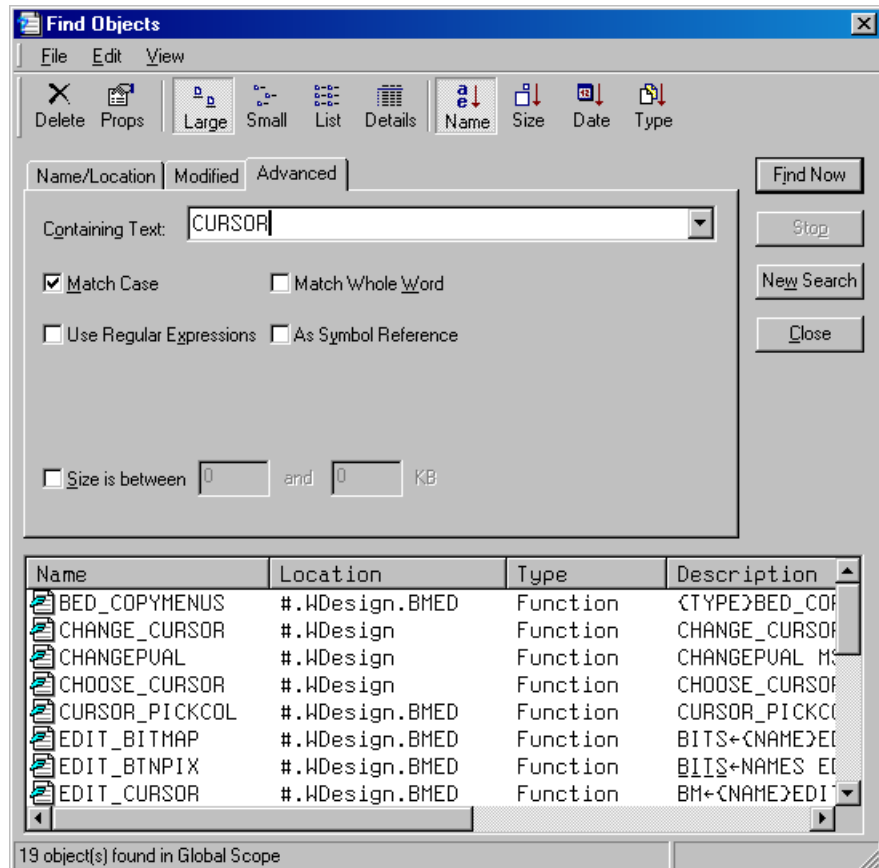 Find Objects
File Edit View
Delete Props Large Small List Details Name Size Date Type
Name/Location Modified Advanced
Find Now
Containing Text: CURSOR
Stop
Match Case Match Whole Word
New Search
Use Regular Expressions As Symbol Reference
Close
Size is between 0 and 0 KB
Name Location Type Description
BED_COPYMENUS #.WDesign.BMED Function {TYPE}BED_COP
CHANGE_CURSOR #.WDesign Function CHANGE_CURSOR
CHANGEPVAL #.WDesign Function CHANGEPVAL MS
CHOOSE_CURSOR #.WDesign Function CHOOSE_CURSOR
CURSOR_PICKCOL #.WDesign.BMED Function CURSOR_PICKCO
EDIT_BITMAP #.WDesign.BMED Function BITS←{NAME}ED
EDIT_BTNPIX #.WDesign.BMED Function BITS←NAMES ED
EDIT_CURSOR #.WDesign.BMED Function BM←{NAME}EDIT
19 object(s) found in Global Scope